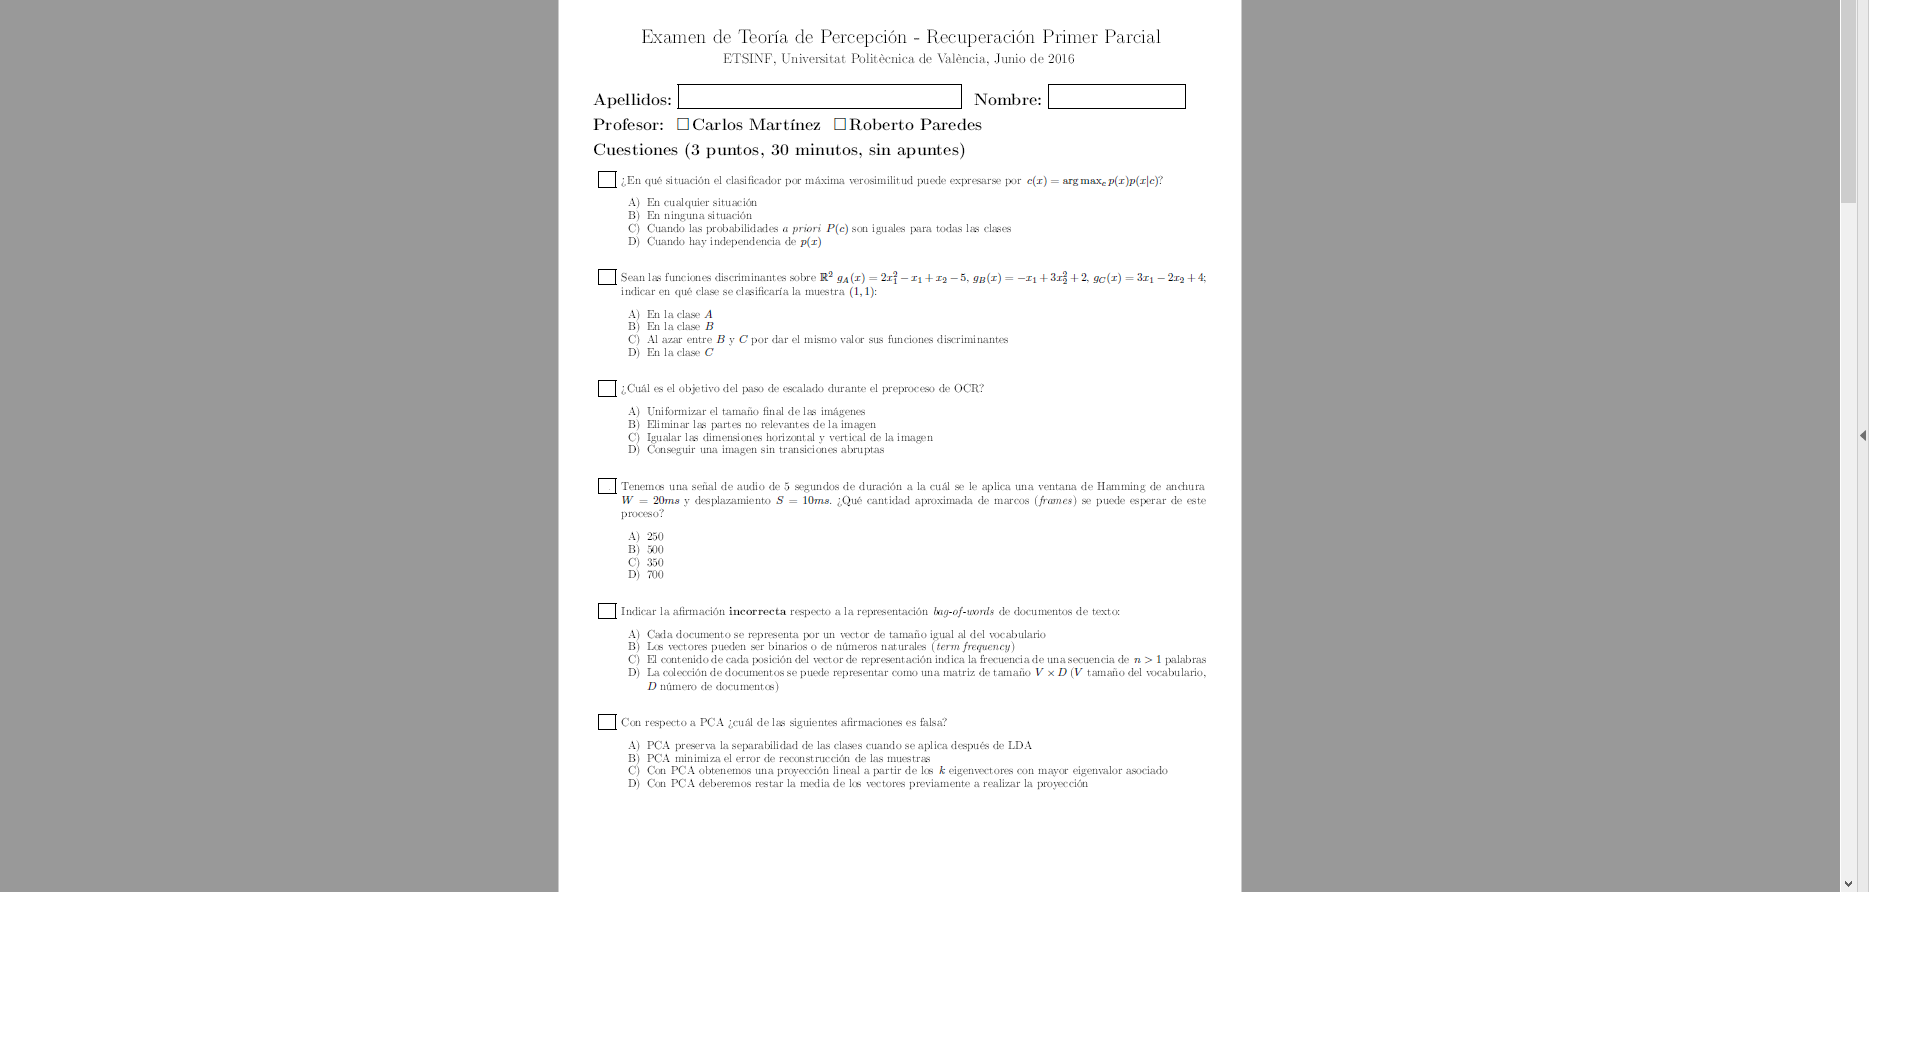 Examen de Teoría de Percepción - Recuperación Primer Parcial
ETSINF, Universitat Politècnica de València, Junio de 2016
Apellidos: Nombre:
Profesor: □Carlos Martínez □Roberto Paredes
Cuestiones (3 puntos, 30 minutos, sin apuntes)
¿En qué situación el clasificador por máxima verosimilitud puede expresarse por c(x) = arg max_c p(x)p(x|c)?
A) En cualquier situación
B) En ninguna situación
C) Cuando las probabilidades a priori P(c) son iguales para todas las clases
D) Cuando hay independencia de p(x)
Sean las funciones discriminantes sobre ℝ² g_A(x) = 2x₁² − x₁ + x₂ − 5, g_B(x) = −x₁ + 3x₂² + 2, g_C(x) = 3x₁ − 2x₂ + 4;
indicar en qué clase se clasificaría la muestra (1, 1):
A) En la clase A
B) En la clase B
C) Al azar entre B y C por dar el mismo valor sus funciones discriminantes
D) En la clase C
¿Cuál es el objetivo del paso de escalado durante el preproceso de OCR?
A) Uniformizar el tamaño final de las imágenes
B) Eliminar las partes no relevantes de la imagen
C) Igualar las dimensiones horizontal y vertical de la imagen
D) Conseguir una imagen sin transiciones abruptas
Tenemos una señal de audio de 5 segundos de duración a la cuál se le aplica una ventana de Hamming de anchura
W = 20ms y desplazamiento S = 10ms. ¿Qué cantidad aproximada de marcos (frames) se puede esperar de este
proceso?
A) 250
B) 500
C) 350
D) 700
Indicar la afirmación incorrecta respecto a la representación bag-of-words de documentos de texto:
A) Cada documento se representa por un vector de tamaño igual al del vocabulario
B) Los vectores pueden ser binarios o de números naturales (term frequency)
C) El contenido de cada posición del vector de representación indica la frecuencia de una secuencia de n > 1 palabras
D) La colección de documentos se puede representar como una matriz de tamaño V × D (V tamaño del vocabulario,
D número de documentos)
Con respecto a PCA ¿cuál de las siguientes afirmaciones es falsa?
A) PCA preserva la separabilidad de las clases cuando se aplica después de LDA
B) PCA minimiza el error de reconstrucción de las muestras
C) Con PCA obtenemos una proyección lineal a partir de los k eigenvectores con mayor eigenvalor asociado
D) Con PCA deberemos restar la media de los vectores previamente a realizar la proyección